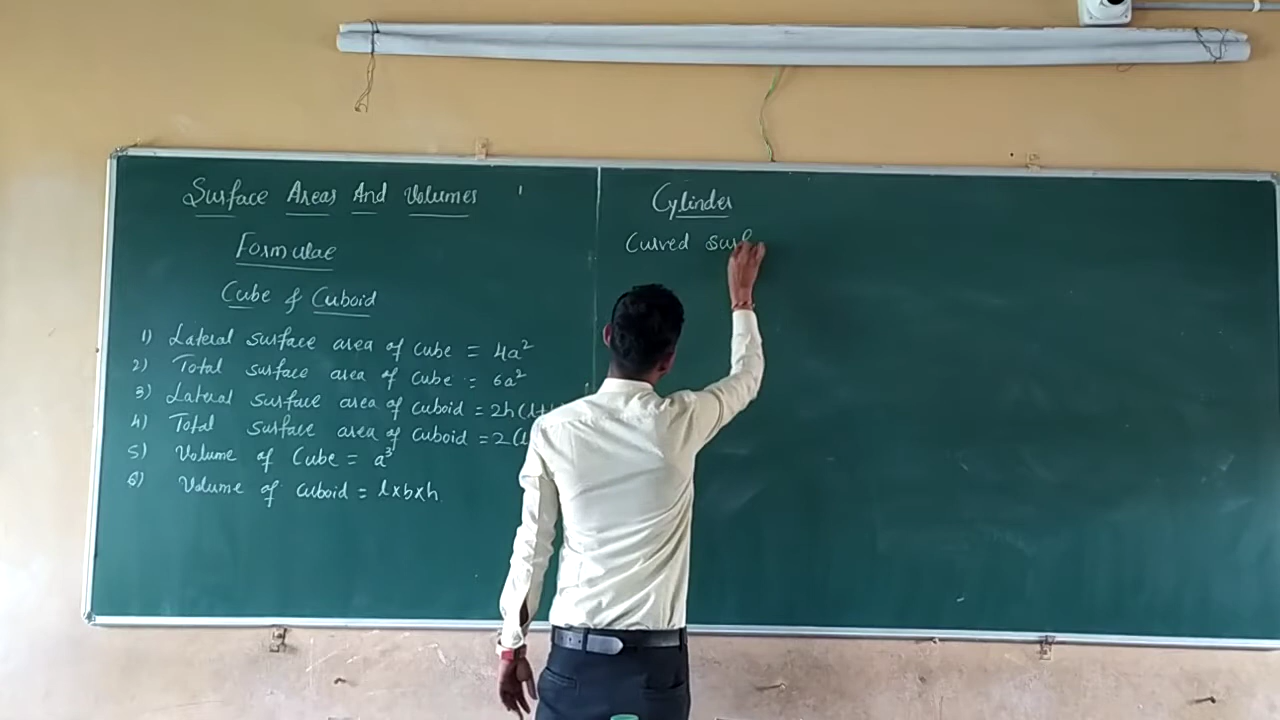 Surface Areas And Volumes
Formulae
Cube & Cuboid
1) Lateral surface area of cube = 4a²
2) Total surface area of cube = 6a²
3) Lateral surface area of cuboid = 2h(l+
4) Total surface area of cuboid = 2(l
5) Volume of Cube = a³
6) Volume of cuboid = l×b×h.
Cylinder
Curved surf